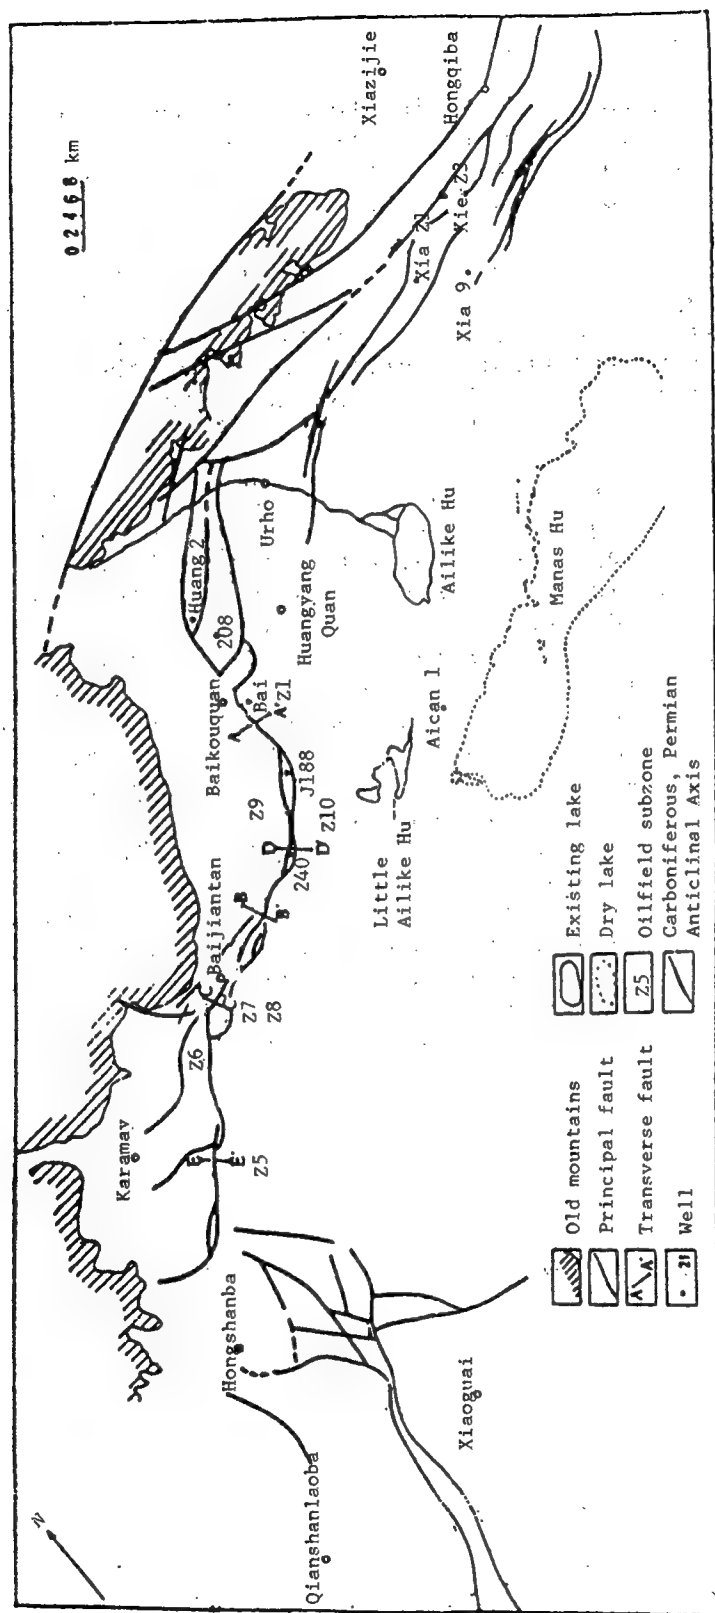 N
0 2 4 6 8 km
Karamav
Baijiantan
Baikouquan
Huang 2
208
Urho
Huangyang
Quan
Xiazijie
Hongqiba
Xia Z1
Xie Z3
Xia 9
Bai
Z1
A
A'
J188
Z9
Z10
D
D'
240
B
B'
Z7
Z8
Z6
E
E'
Z5
Hongshanba
Qianshanlaoba
Xiaoguai
Little
Ailike Hu
Aican 1
Ailike Hu
Manas Hu
Old mountains
Principal fault
A A' Transverse fault
21 Well
Existing lake
Dry lake
Z5 Oilfield subzone
Carboniferous, Permian
Anticlinal Axis